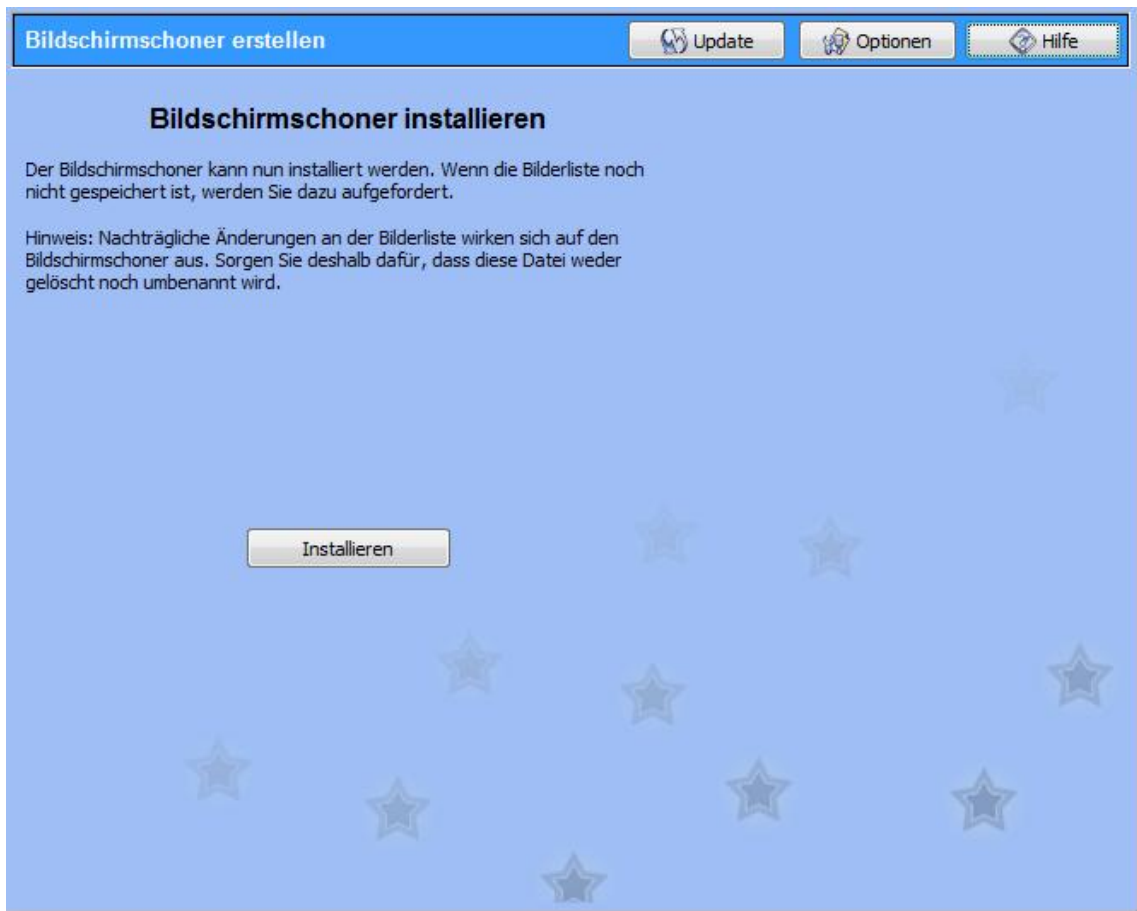 Bildschirmschoner erstellen
Update
Optionen
Hilfe
Bildschirmschoner installieren
Der Bildschirmschoner kann nun installiert werden. Wenn die Bilderliste noch
nicht gespeichert ist, werden Sie dazu aufgefordert.
Hinweis: Nachträgliche Änderungen an der Bilderliste wirken sich auf den
Bildschirmschoner aus. Sorgen Sie deshalb dafür, dass diese Datei weder
gelöscht noch umbenannt wird.
Installieren